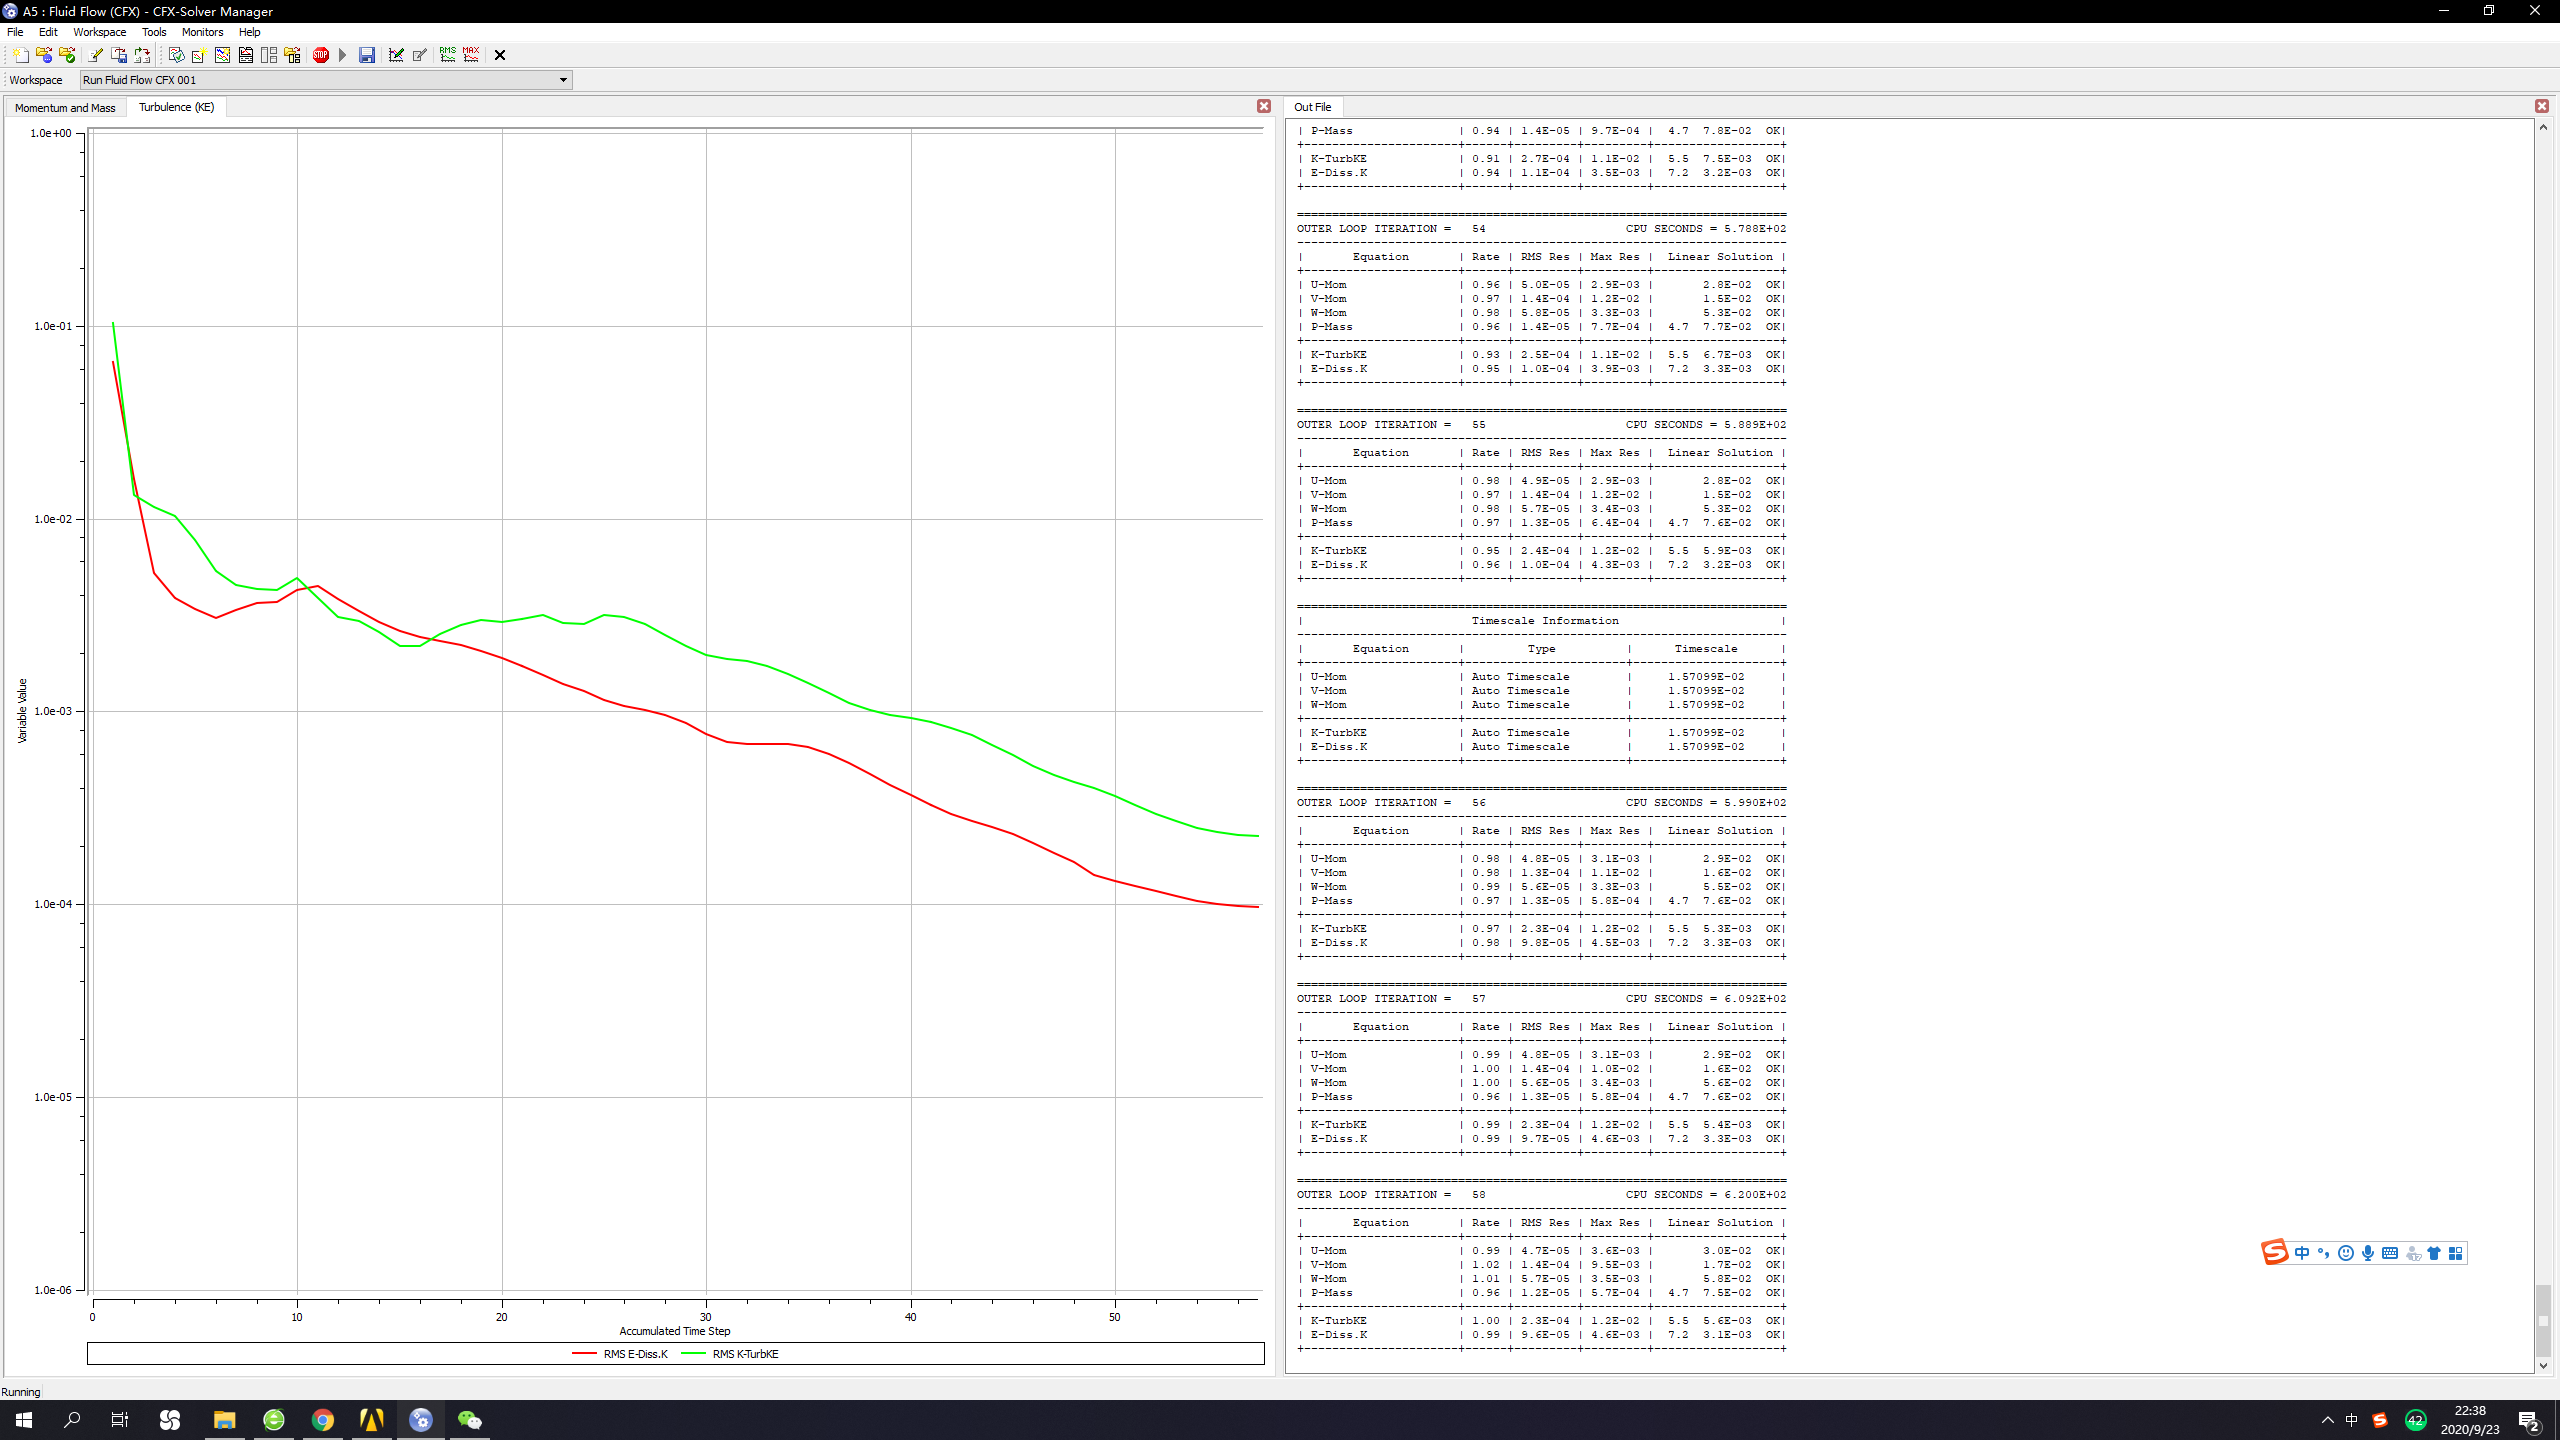 A5 : Fluid Flow (CFX) - CFX-Solver Manager
File Edit Workspace Tools Monitors Help
STOP RMS MAX
Workspace Run Fluid Flow CFX 001
Momentum and Mass Turbulence (KE)
1.0e+00
1.0e-01
1.0e-02
1.0e-03
1.0e-04
1.0e-05
1.0e-06
Variable Value
0 10 20 30 40 50
Accumulated Time Step
RMS E-Diss.K RMS K-TurbKE
Out File
| P-Mass | 0.94 | 1.4E-05 | 9.7E-04 | 4.7 7.8E-02 OK|
| K-TurbKE | 0.91 | 2.7E-04 | 1.1E-02 | 5.5 7.5E-03 OK|
| E-Diss.K | 0.94 | 1.1E-04 | 3.5E-03 | 7.2 3.2E-03 OK|
OUTER LOOP ITERATION = 54 CPU SECONDS = 5.788E+02
| Equation | Rate | RMS Res | Max Res | Linear Solution |
| U-Mom | 0.96 | 5.0E-05 | 2.9E-03 | 2.8E-02 OK|
| V-Mom | 0.97 | 1.4E-04 | 1.2E-02 | 1.5E-02 OK|
| W-Mom | 0.98 | 5.8E-05 | 3.3E-03 | 5.3E-02 OK|
| P-Mass | 0.96 | 1.4E-05 | 7.7E-04 | 4.7 7.7E-02 OK|
| K-TurbKE | 0.93 | 2.5E-04 | 1.1E-02 | 5.5 6.7E-03 OK|
| E-Diss.K | 0.95 | 1.0E-04 | 3.9E-03 | 7.2 3.3E-03 OK|
OUTER LOOP ITERATION = 55 CPU SECONDS = 5.889E+02
| Equation | Rate | RMS Res | Max Res | Linear Solution |
| U-Mom | 0.98 | 4.9E-05 | 2.9E-03 | 2.8E-02 OK|
| V-Mom | 0.97 | 1.4E-04 | 1.2E-02 | 1.5E-02 OK|
| W-Mom | 0.98 | 5.7E-05 | 3.4E-03 | 5.3E-02 OK|
| P-Mass | 0.97 | 1.3E-05 | 6.4E-04 | 4.7 7.6E-02 OK|
| K-TurbKE | 0.95 | 2.4E-04 | 1.2E-02 | 5.5 5.9E-03 OK|
| E-Diss.K | 0.96 | 1.0E-04 | 4.3E-03 | 7.2 3.2E-03 OK|
| Timescale Information |
| Equation | Type | Timescale |
| U-Mom | Auto Timescale | 1.57099E-02 |
| V-Mom | Auto Timescale | 1.57099E-02 |
| W-Mom | Auto Timescale | 1.57099E-02 |
| K-TurbKE | Auto Timescale | 1.57099E-02 |
| E-Diss.K | Auto Timescale | 1.57099E-02 |
OUTER LOOP ITERATION = 56 CPU SECONDS = 5.990E+02
| Equation | Rate | RMS Res | Max Res | Linear Solution |
| U-Mom | 0.98 | 4.8E-05 | 3.1E-03 | 2.9E-02 OK|
| V-Mom | 0.98 | 1.3E-04 | 1.1E-02 | 1.6E-02 OK|
| W-Mom | 0.99 | 5.6E-05 | 3.3E-03 | 5.5E-02 OK|
| P-Mass | 0.97 | 1.3E-05 | 5.8E-04 | 4.7 7.6E-02 OK|
| K-TurbKE | 0.97 | 2.3E-04 | 1.2E-02 | 5.5 5.3E-03 OK|
| E-Diss.K | 0.98 | 9.8E-05 | 4.5E-03 | 7.2 3.3E-03 OK|
OUTER LOOP ITERATION = 57 CPU SECONDS = 6.092E+02
| Equation | Rate | RMS Res | Max Res | Linear Solution |
| U-Mom | 0.99 | 4.8E-05 | 3.1E-03 | 2.9E-02 OK|
| V-Mom | 1.00 | 1.4E-04 | 1.0E-02 | 1.6E-02 OK|
| W-Mom | 1.00 | 5.6E-05 | 3.4E-03 | 5.6E-02 OK|
| P-Mass | 0.96 | 1.3E-05 | 5.8E-04 | 4.7 7.6E-02 OK|
| K-TurbKE | 0.99 | 2.3E-04 | 1.2E-02 | 5.5 5.4E-03 OK|
| E-Diss.K | 0.99 | 9.7E-05 | 4.6E-03 | 7.2 3.3E-03 OK|
OUTER LOOP ITERATION = 58 CPU SECONDS = 6.200E+02
| Equation | Rate | RMS Res | Max Res | Linear Solution |
| U-Mom | 0.99 | 4.7E-05 | 3.6E-03 | 3.0E-02 OK|
| V-Mom | 1.02 | 1.4E-04 | 9.5E-03 | 1.7E-02 OK|
| W-Mom | 1.01 | 5.7E-05 | 3.5E-03 | 5.8E-02 OK|
| P-Mass | 0.96 | 1.2E-05 | 5.7E-04 | 4.7 7.5E-02 OK|
| K-TurbKE | 1.00 | 2.3E-04 | 1.2E-02 | 5.5 5.6E-03 OK|
| E-Diss.K | 0.99 | 9.6E-05 | 4.6E-03 | 7.2 3.1E-03 OK|
S 中
Running
中 S 42 22:38 2
2020/9/23